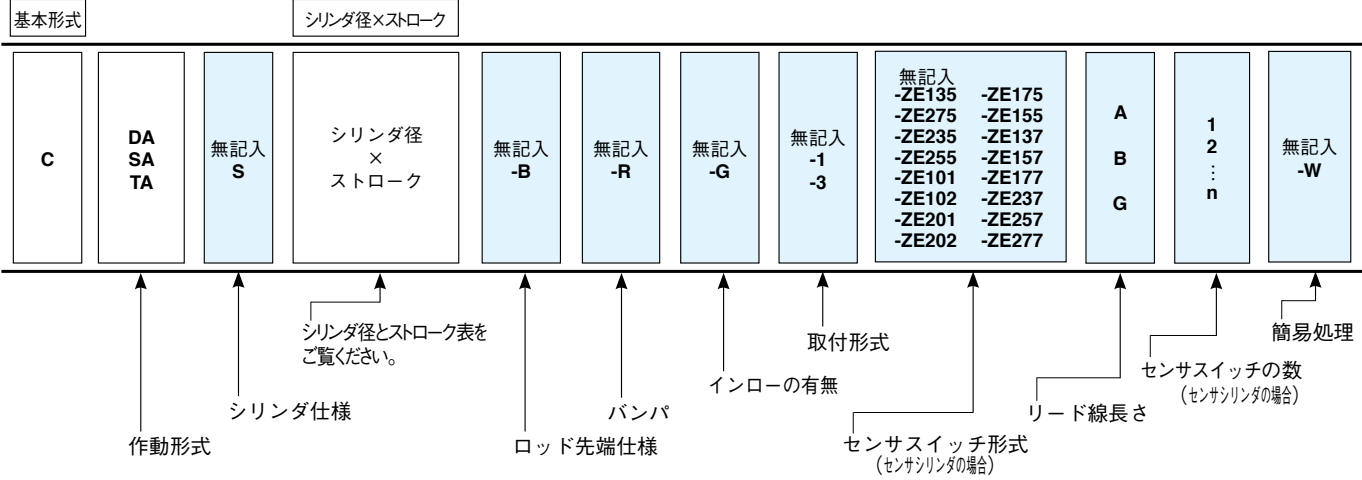 基本形式
シリンダ径×ストローク
C
DA
SA
TA
無記入
S
シリンダ径
×
ストローク
無記入
-B
無記入
-R
無記入
-G
無記入
-1
-3
無記入
-ZE135 -ZE175
-ZE275 -ZE155
-ZE235 -ZE137
-ZE255 -ZE157
-ZE101 -ZE177
-ZE102 -ZE237
-ZE201 -ZE257
-ZE202 -ZE277
A
B
G
1
2
⋮
n
無記入
-W
作動形式
シリンダ仕様
シリンダ径とストローク表を
ご覧ください。
ロッド先端仕様
バンパ
インローの有無
取付形式
センサスイッチ形式
(センサシリンダの場合)
リード線長さ
センサスイッチの数
(センサシリンダの場合)
簡易処理